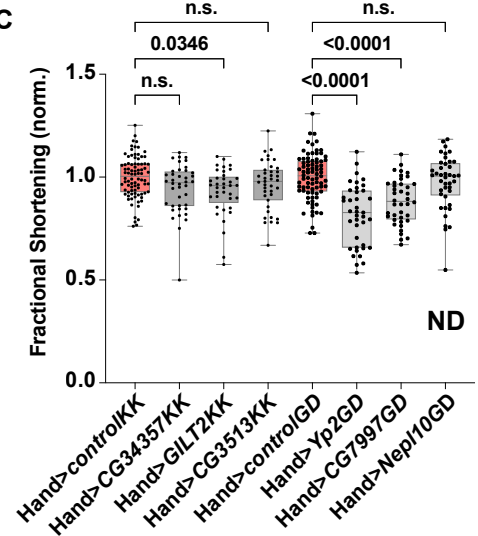 C
n.s.
n.s.
0.0346
<0.0001
n.s.
<0.0001
Fractional Shortening (norm.)
1.5
1.0
0.5
0.0
ND
Hand>controlKK
Hand>CG34357KK
Hand>GILT2KK
Hand>CG3513KK
Hand>controlGD
Hand>Yp2GD
Hand>CG7997GD
Hand>Nepl10GD